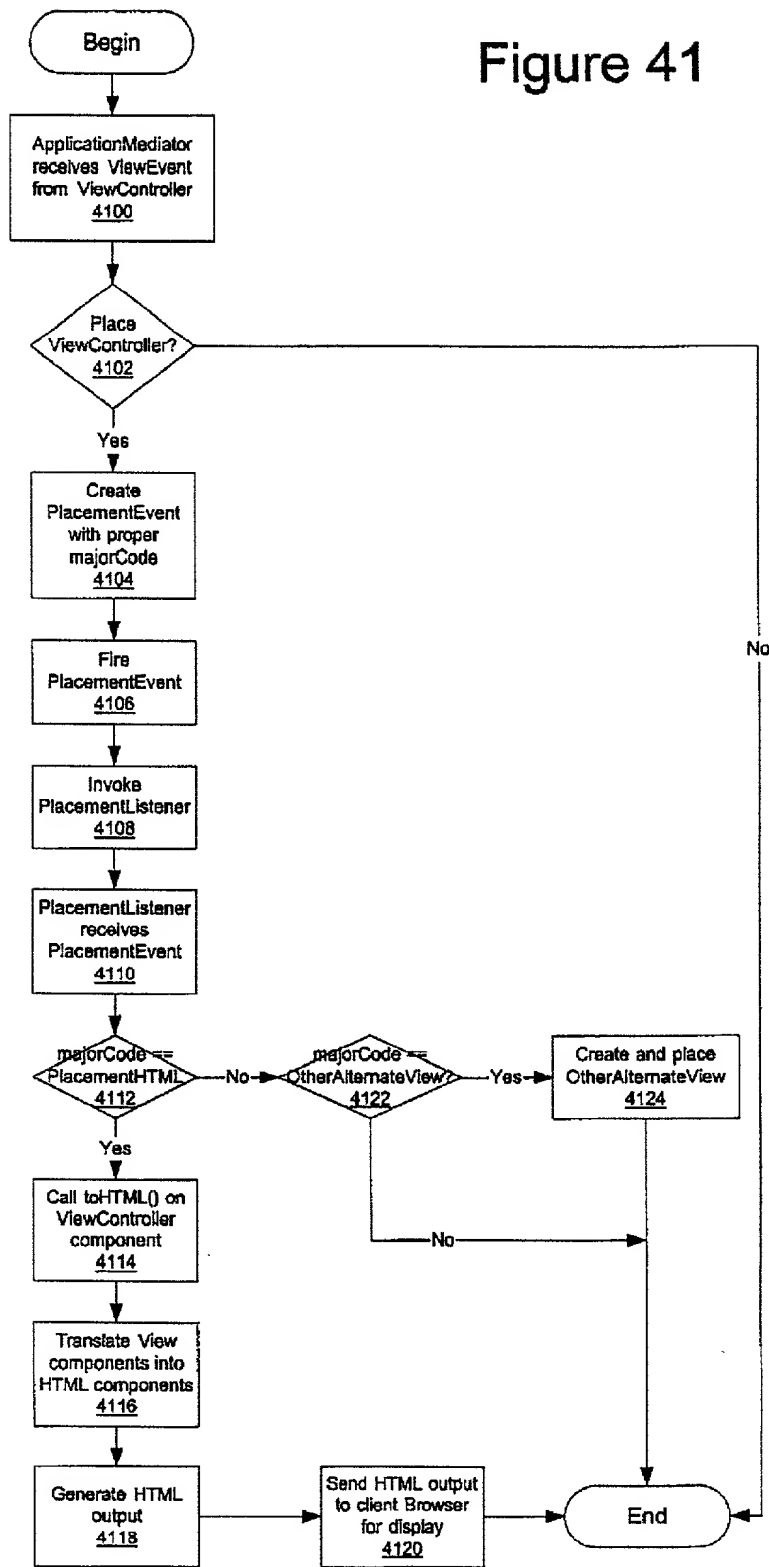 Begin
Figure 41
ApplicationMediator
receives ViewEvent
from ViewController
4100
Place
ViewController?
4102
Yes
No
Create
PlacementEvent
with proper
majorCode
4104
Fire
PlacementEvent
4106
Invoke
PlacementListener
4108
PlacementListener
receives
PlacementEvent
4110
majorCode ==
PlacementHTML
4112
No
majorCode ==
OtherAlternateView?
4122
Yes
Create and place
OtherAlternateView
4124
Yes
No
Call toHTML() on
ViewController
component
4114
Translate View
components into
HTML components
4116
Generate HTML
output
4118
Send HTML output
to client Browser
for display
4120
End